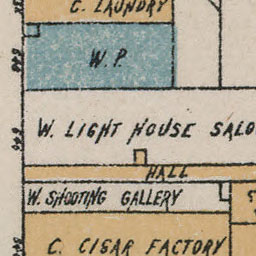 C. LAUNDRY
W. P.
W. LIGHT HOUSE SALO
HALL
W. SHOOTING GALLERY
C. CIGAR FACTORY